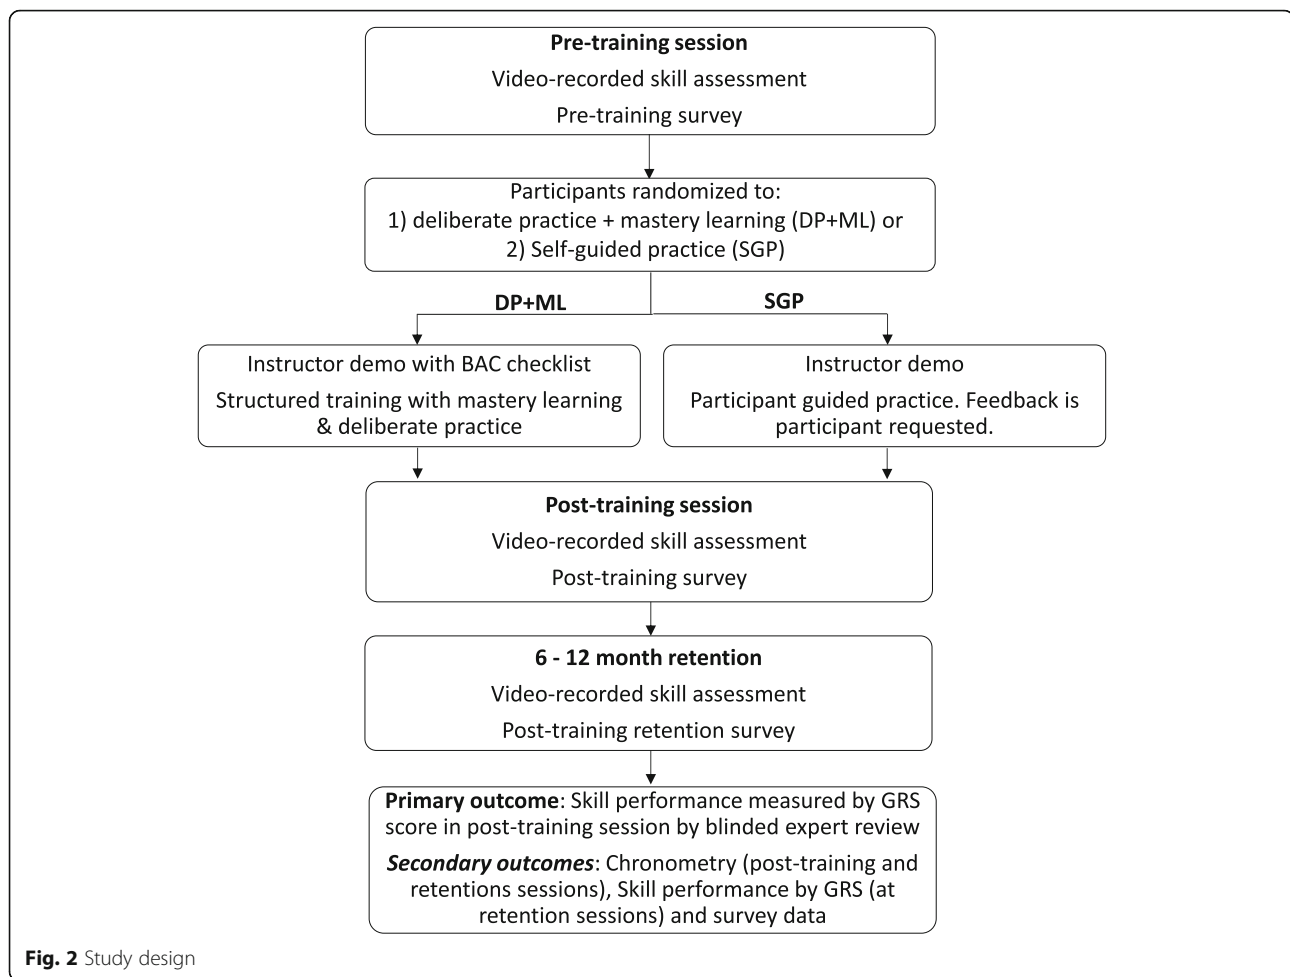 Pre-training session
Video-recorded skill assessment
Pre-training survey
Participants randomized to:
1) deliberate practice + mastery learning (DP+ML) or
2) Self-guided practice (SGP)
DP+ML
SGP
Instructor demo with BAC checklist
Structured training with mastery learning
& deliberate practice
Instructor demo
Participant guided practice. Feedback is
participant requested.
Post-training session
Video-recorded skill assessment
Post-training survey
6 - 12 month retention
Video-recorded skill assessment
Post-training retention survey
Primary outcome: Skill performance measured by GRS
score in post-training session by blinded expert review
Secondary outcomes: Chronometry (post-training and
retentions sessions), Skill performance by GRS (at
retention sessions) and survey data
Fig. 2 Study design